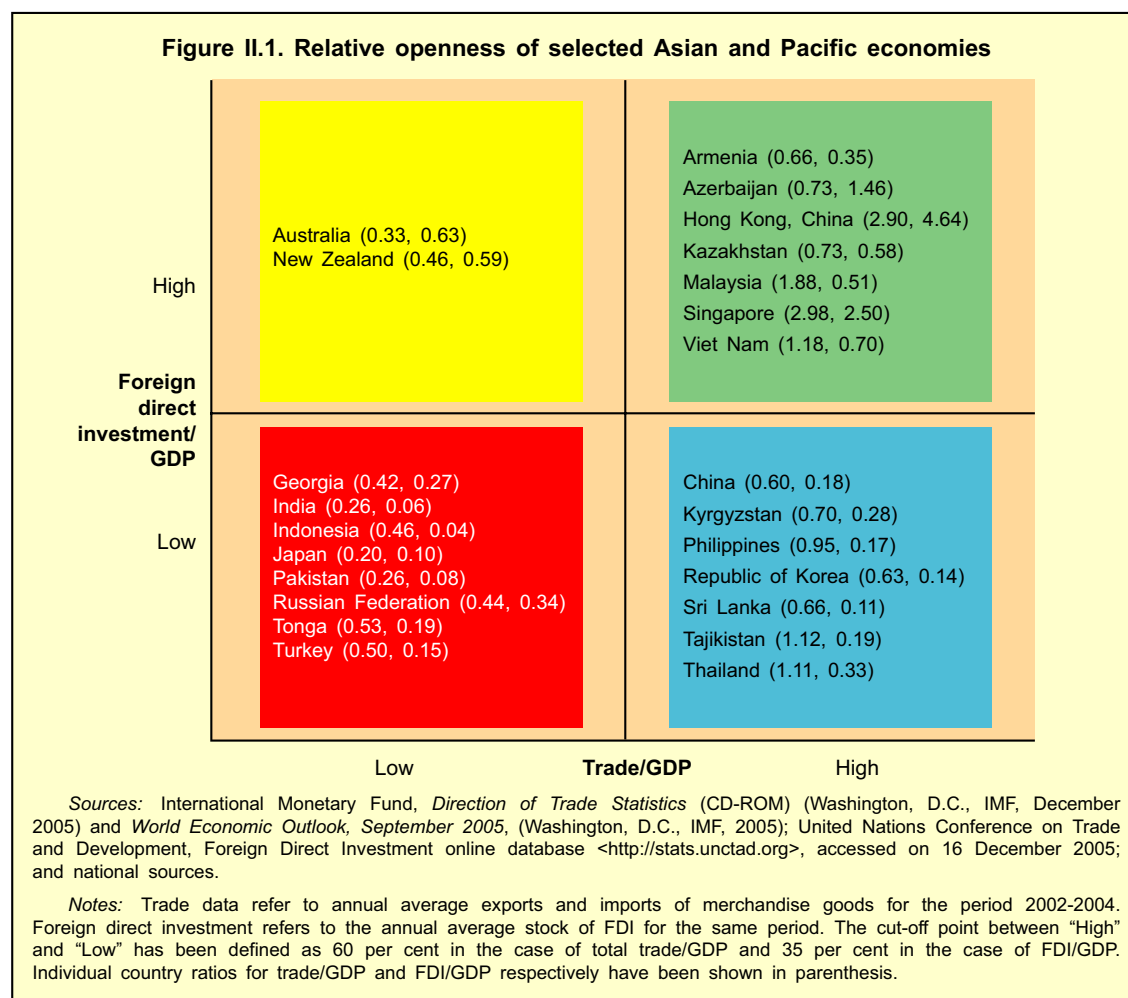 Figure II.1. Relative openness of selected Asian and Pacific economies
High
Foreign
direct
investment/
GDP
Low
Australia (0.33, 0.63)
New Zealand (0.46, 0.59)
Armenia (0.66, 0.35)
Azerbaijan (0.73, 1.46)
Hong Kong, China (2.90, 4.64)
Kazakhstan (0.73, 0.58)
Malaysia (1.88, 0.51)
Singapore (2.98, 2.50)
Viet Nam (1.18, 0.70)
Georgia (0.42, 0.27)
India (0.26, 0.06)
Indonesia (0.46, 0.04)
Japan (0.20, 0.10)
Pakistan (0.26, 0.08)
Russian Federation (0.44, 0.34)
Tonga (0.53, 0.19)
Turkey (0.50, 0.15)
China (0.60, 0.18)
Kyrgyzstan (0.70, 0.28)
Philippines (0.95, 0.17)
Republic of Korea (0.63, 0.14)
Sri Lanka (0.66, 0.11)
Tajikistan (1.12, 0.19)
Thailand (1.11, 0.33)
Low Trade/GDP High
Sources: International Monetary Fund, Direction of Trade Statistics (CD-ROM) (Washington, D.C., IMF, December
2005) and World Economic Outlook, September 2005, (Washington, D.C., IMF, 2005); United Nations Conference on Trade
and Development, Foreign Direct Investment online database <http://stats.unctad.org>, accessed on 16 December 2005;
and national sources.
Notes: Trade data refer to annual average exports and imports of merchandise goods for the period 2002-2004.
Foreign direct investment refers to the annual average stock of FDI for the same period. The cut-off point between “High”
and “Low” has been defined as 60 per cent in the case of total trade/GDP and 35 per cent in the case of FDI/GDP.
Individual country ratios for trade/GDP and FDI/GDP respectively have been shown in parenthesis.